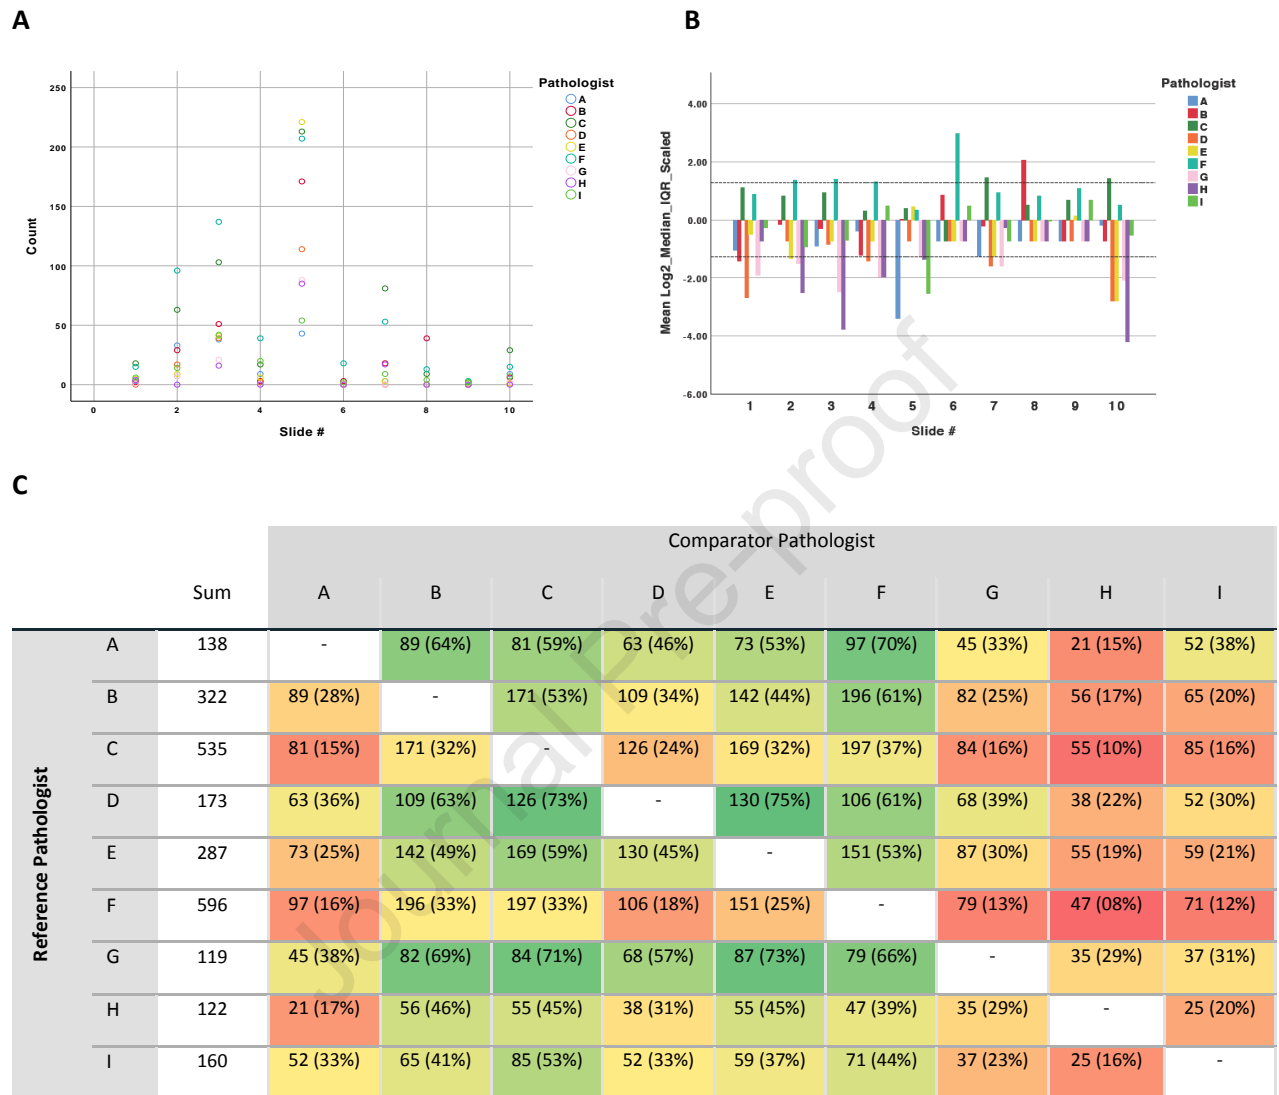 A
B
Pathologist
A
B
C
D
E
F
G
H
I
Count
250
200
150
100
50
0
0 2 4 6 8 10
Slide #
Pathologist
A
B
C
D
E
F
G
H
I
Mean Log2_Median_IQR_Scaled
4.00
2.00
0.00
-2.00
-4.00
-6.00
1 2 3 4 5 6 7 8 9 10
Slide #
C
Comparator Pathologist
Sum A B C D E F G H I
Reference Pathologist
A 138 - 89 (64%) 81 (59%) 63 (46%) 73 (53%) 97 (70%) 45 (33%) 21 (15%) 52 (38%)
B 322 89 (28%) - 171 (53%) 109 (34%) 142 (44%) 196 (61%) 82 (25%) 56 (17%) 65 (20%)
C 535 81 (15%) 171 (32%) - 126 (24%) 169 (32%) 197 (37%) 84 (16%) 55 (10%) 85 (16%)
D 173 63 (36%) 109 (63%) 126 (73%) - 130 (75%) 106 (61%) 68 (39%) 38 (22%) 52 (30%)
E 287 73 (25%) 142 (49%) 169 (59%) 130 (45%) - 151 (53%) 87 (30%) 55 (19%) 59 (21%)
F 596 97 (16%) 196 (33%) 197 (33%) 106 (18%) 151 (25%) - 79 (13%) 47 (08%) 71 (12%)
G 119 45 (38%) 82 (69%) 84 (71%) 68 (57%) 87 (73%) 79 (66%) - 35 (29%) 37 (31%)
H 122 21 (17%) 56 (46%) 55 (45%) 38 (31%) 55 (45%) 47 (39%) 35 (29%) - 25 (20%)
I 160 52 (33%) 65 (41%) 85 (53%) 52 (33%) 59 (37%) 71 (44%) 37 (23%) 25 (16%) -
Journal Pre-proof